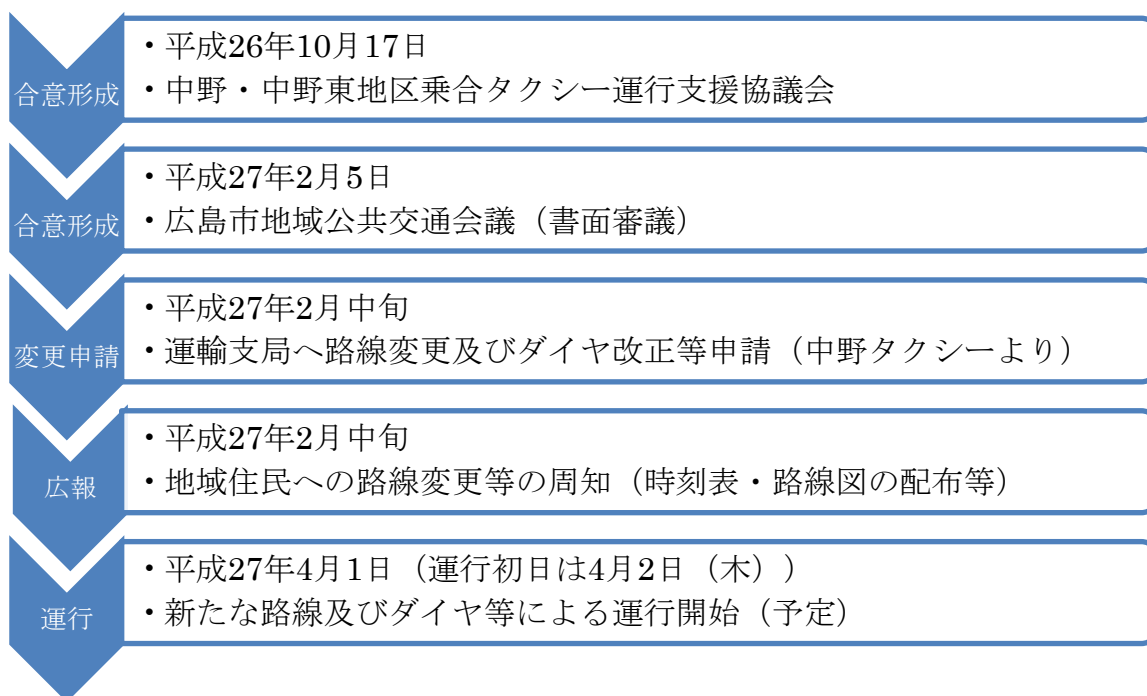 合意形成
・平成26年10月17日
・中野・中野東地区乗合タクシー運行支援協議会
合意形成
・平成27年2月5日
・広島市地域公共交通会議（書面審議）
変更申請
・平成27年2月中旬
・運輸支局へ路線変更及びダイヤ改正等申請（中野タクシーより）
広報
・平成27年2月中旬
・地域住民への路線変更等の周知（時刻表・路線図の配布等）
運行
・平成27年4月1日（運行初日は4月2日（木））
・新たな路線及びダイヤ等による運行開始（予定）